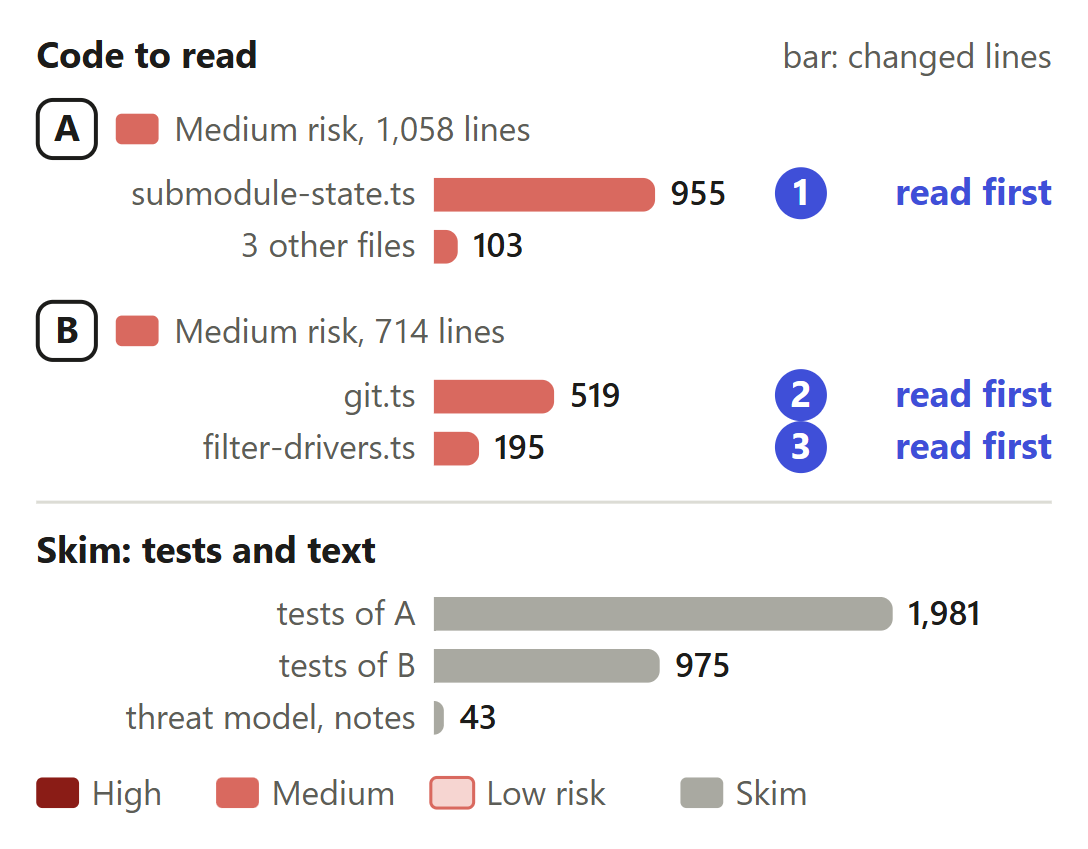 Code to read bar: changed lines
A Medium risk, 1,058 lines
submodule-state.ts 955 1 read first
3 other files 103
B Medium risk, 714 lines
git.ts 519 2 read first
filter-drivers.ts 195 3 read first
Skim: tests and text
tests of A 1,981
tests of B 975
threat model, notes 43
High Medium Low risk Skim